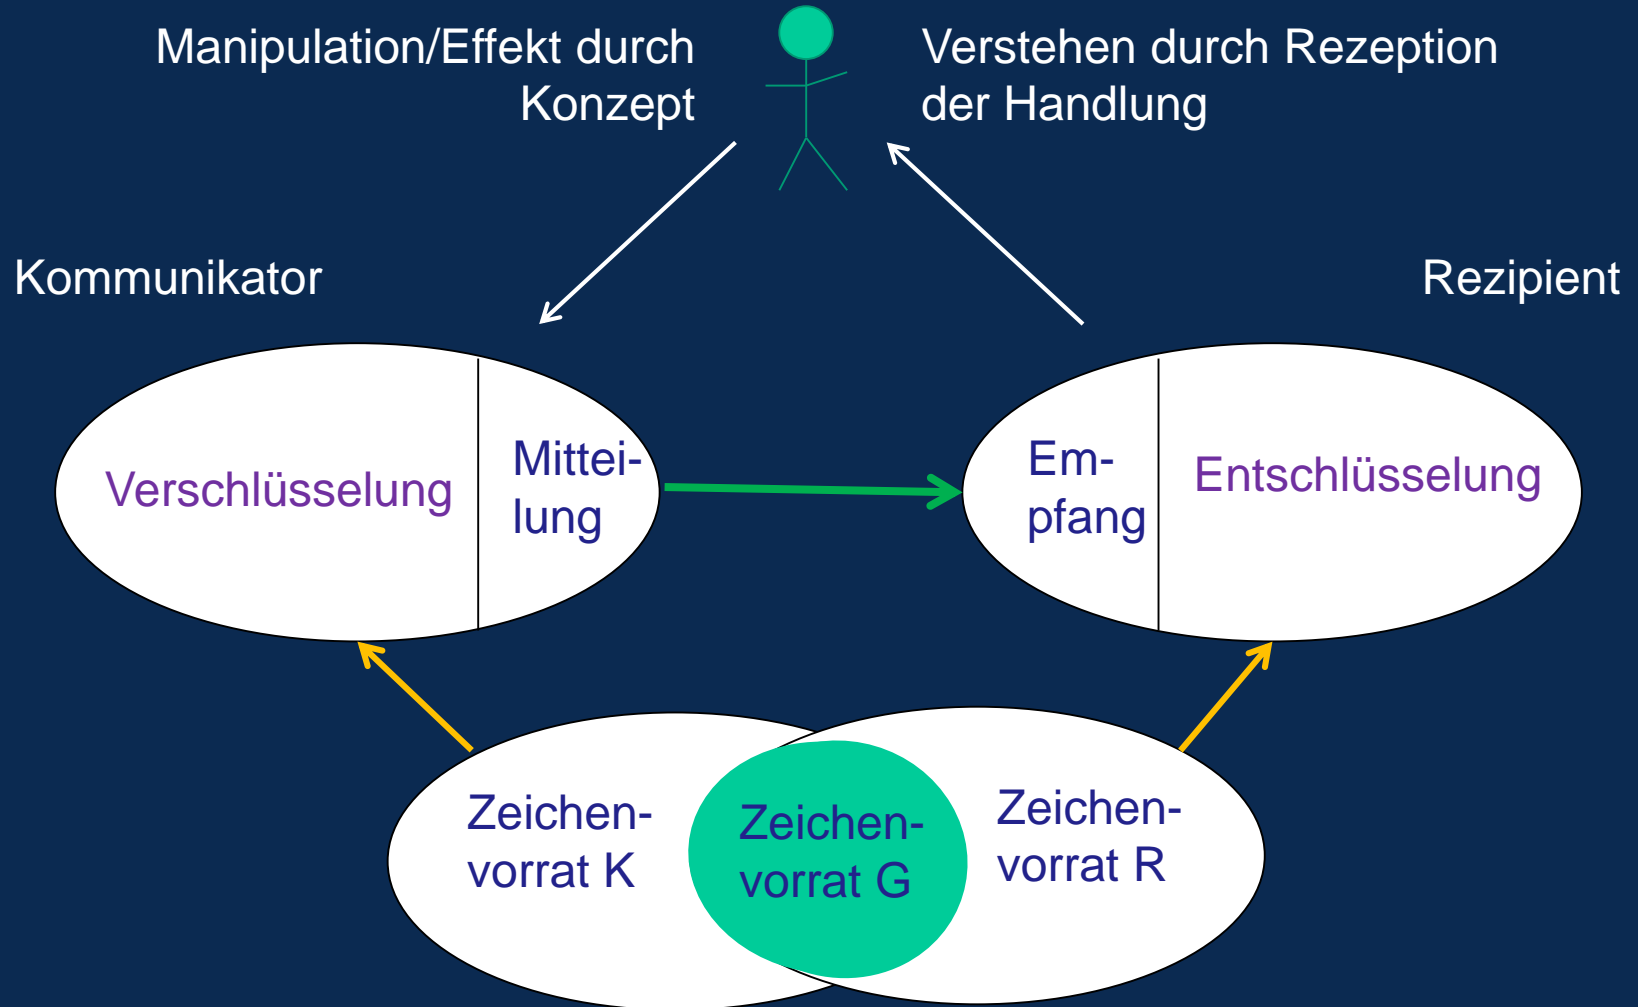 Manipulation/Effekt durch
Konzept
Verstehen durch Rezeption
der Handlung
Kommunikator
Rezipient
Verschlüsselung
Mittei-
lung
Em-
pfang
Entschlüsselung
Zeichen-
vorrat K
Zeichen-
vorrat G
Zeichen-
vorrat R